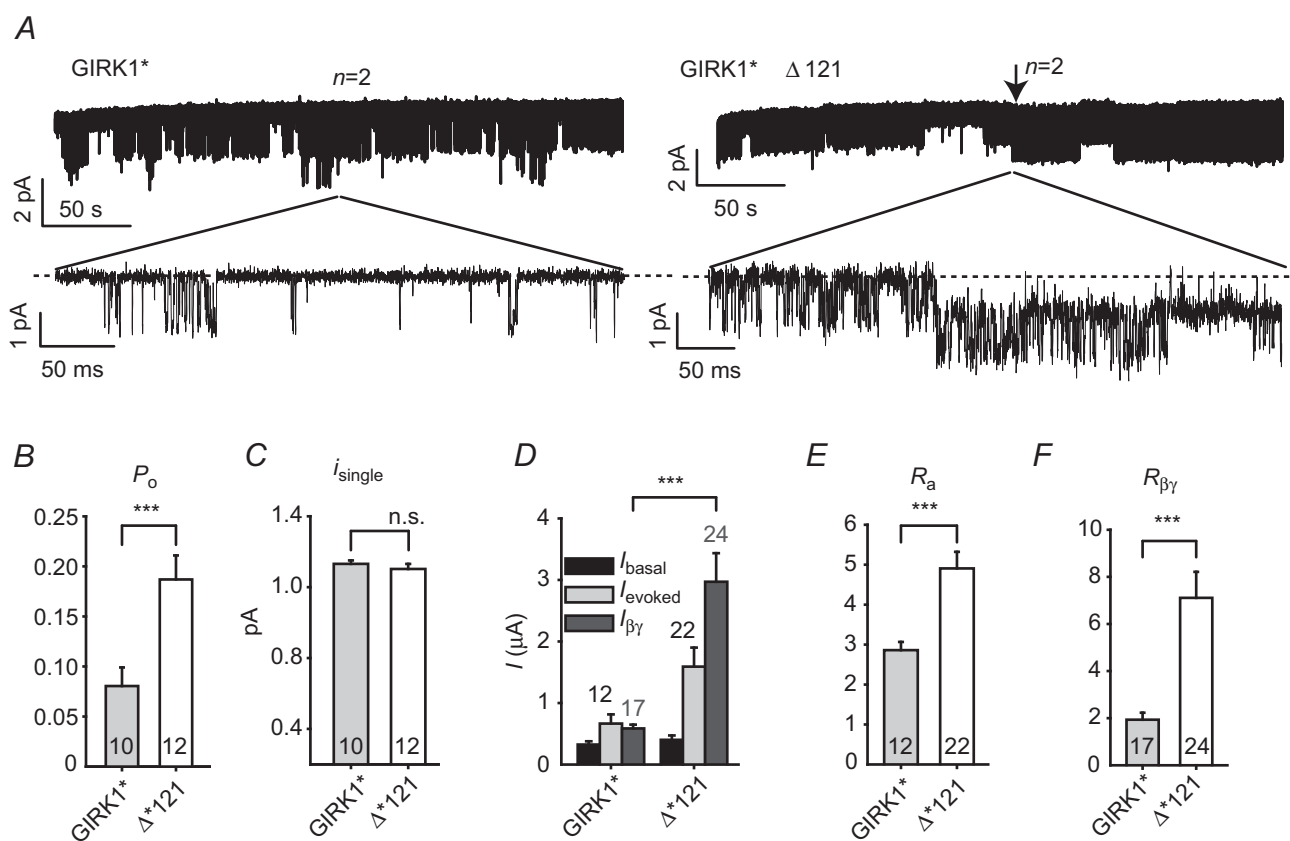 A
GIRK1*
n=2
GIRK1* Δ 121
n=2
2 pA
50 s
2 pA
50 s
1 pA
50 ms
1 pA
50 ms
B
Po
***
0.25
0.20
0.15
0.10
0.05
0
10
12
GIRK1*
Δ*121
C
isingle
n.s.
1.4
1.0
0.8
0.4
pA
10
12
GIRK1*
Δ*121
D
***
4
3
2
1
0
I (μA)
Ibasal
Ievoked
Iβγ
12
17
22
24
GIRK1*
Δ*121
E
Ra
***
6
5
4
3
2
1
0
12
22
GIRK1*
Δ*121
F
Rβγ
***
10
8
6
4
2
0
17
24
GIRK1*
Δ*121